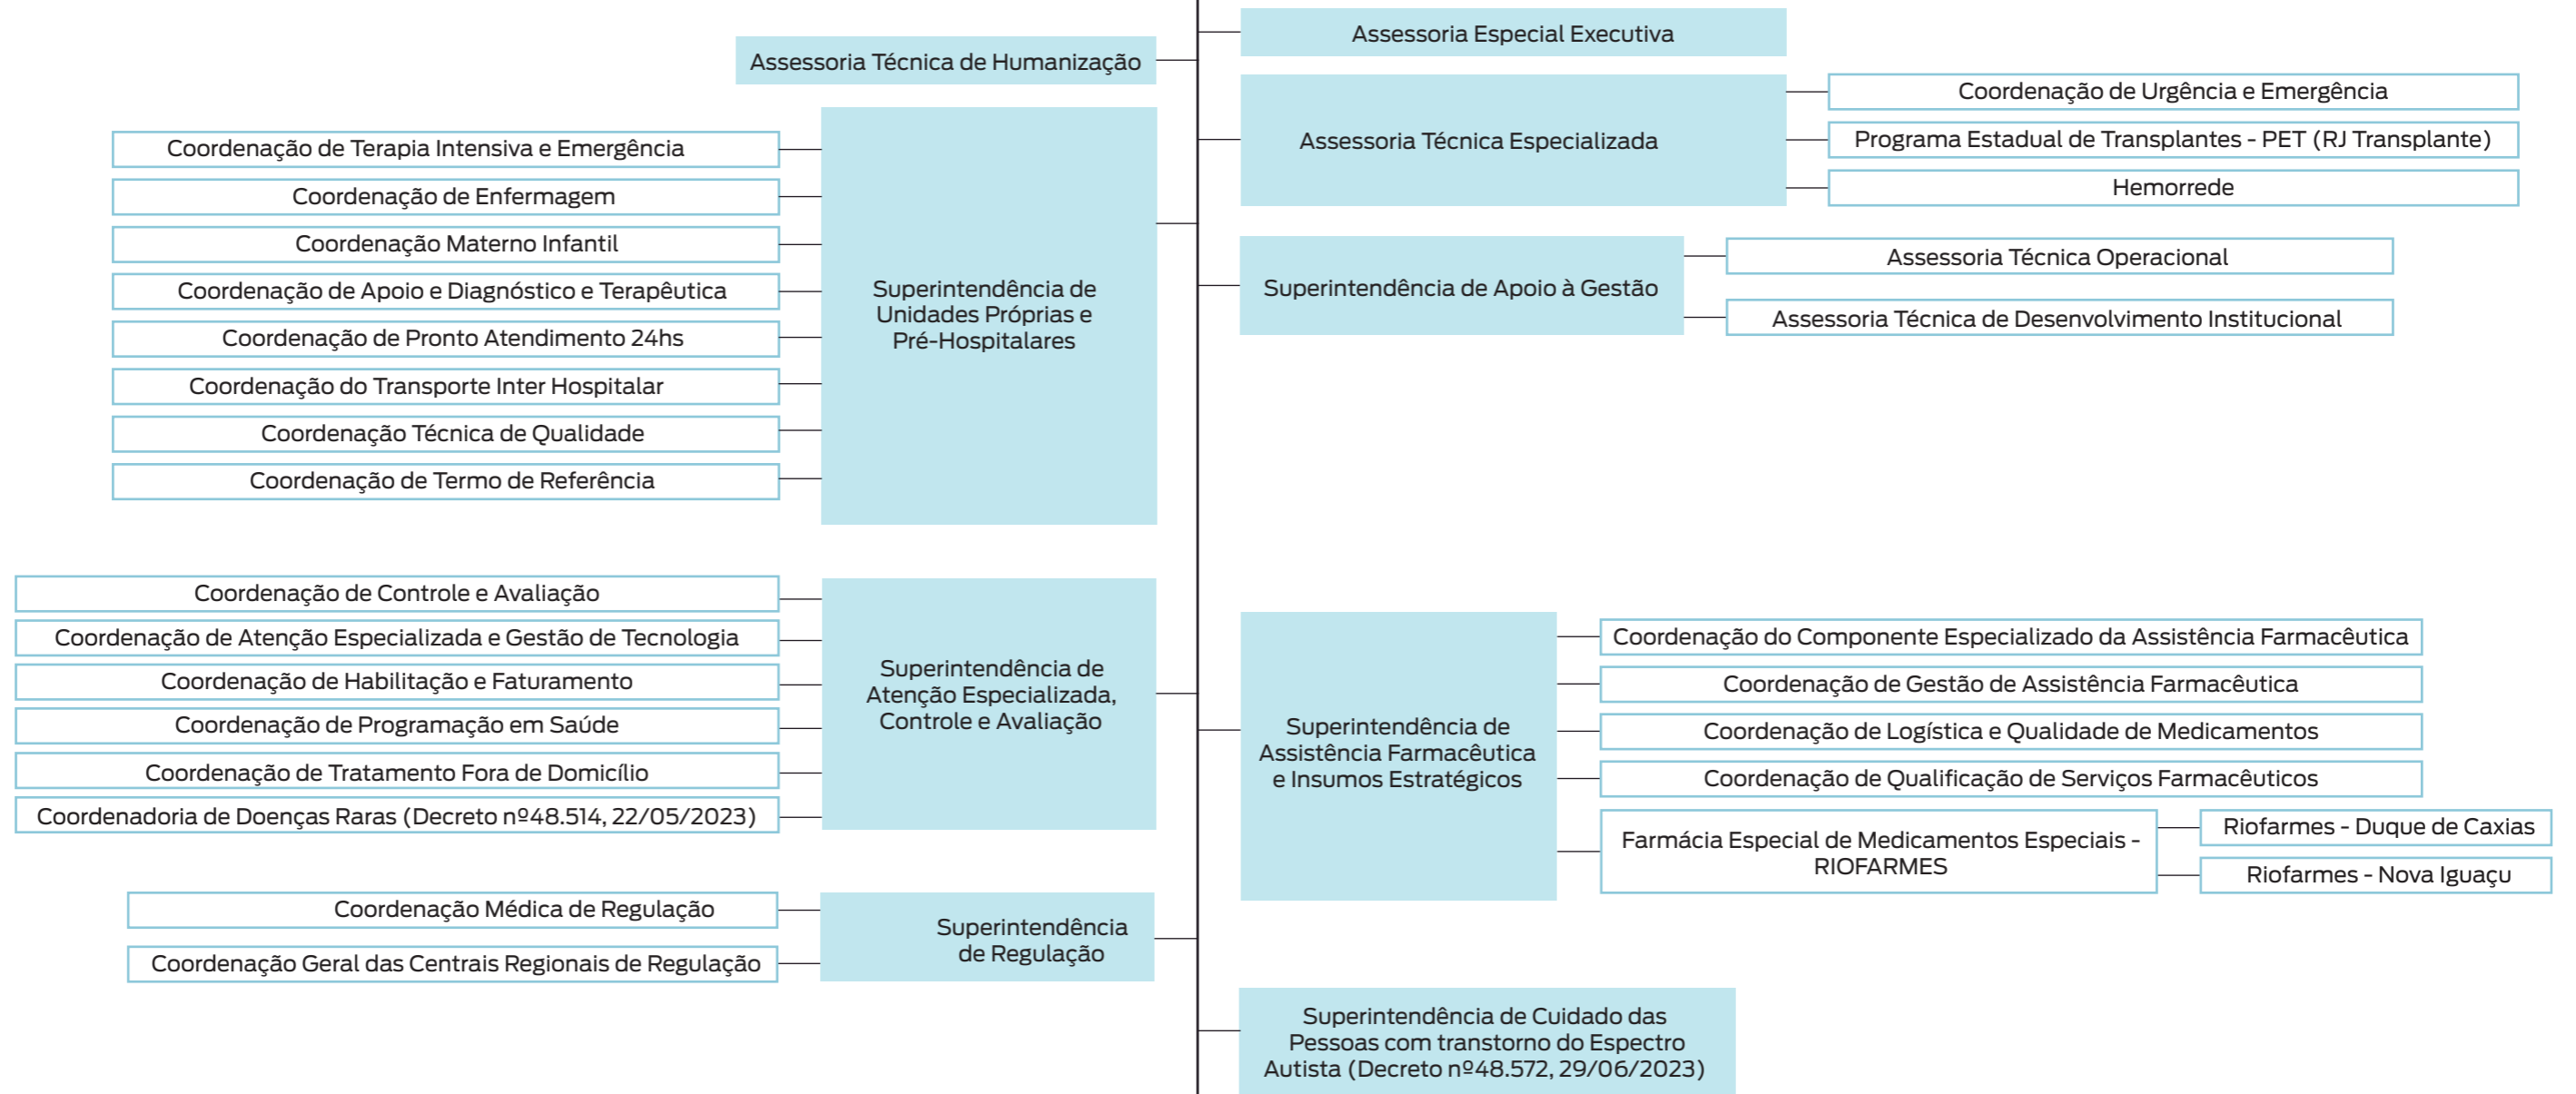 Assessoria Técnica de Humanização
Coordenação de Terapia Intensiva e Emergência
Coordenação de Enfermagem
Coordenação Materno Infantil
Coordenação de Apoio e Diagnóstico e Terapêutica
Coordenação de Pronto Atendimento 24hs
Coordenação do Transporte Inter Hospitalar
Coordenação Técnica de Qualidade
Coordenação de Termo de Referência
Superintendência de
Unidades Próprias e
Pré-Hospitalares
Coordenação de Controle e Avaliação
Coordenação de Atenção Especializada e Gestão de Tecnologia
Coordenação de Habilitação e Faturamento
Coordenação de Programação em Saúde
Coordenação de Tratamento Fora de Domicílio
Coordenadoria de Doenças Raras (Decreto nº48.514, 22/05/2023)
Superintendência de
Atenção Especializada,
Controle e Avaliação
Coordenação Médica de Regulação
Coordenação Geral das Centrais Regionais de Regulação
Superintendência
de Regulação
Assessoria Especial Executiva
Assessoria Técnica Especializada
Coordenação de Urgência e Emergência
Programa Estadual de Transplantes - PET (RJ Transplante)
Hemorrede
Superintendência de Apoio à Gestão
Assessoria Técnica Operacional
Assessoria Técnica de Desenvolvimento Institucional
Superintendência de
Assistência Farmacêutica
e Insumos Estratégicos
Coordenação do Componente Especializado da Assistência Farmacêutica
Coordenação de Gestão de Assistência Farmacêutica
Coordenação de Logística e Qualidade de Medicamentos
Coordenação de Qualificação de Serviços Farmacêuticos
Farmácia Especial de Medicamentos Especiais -
RIOFARMES
Riofarmes - Duque de Caxias
Riofarmes - Nova Iguaçu
Superintendência de Cuidado das
Pessoas com transtorno do Espectro
Autista (Decreto nº48.572, 29/06/2023)